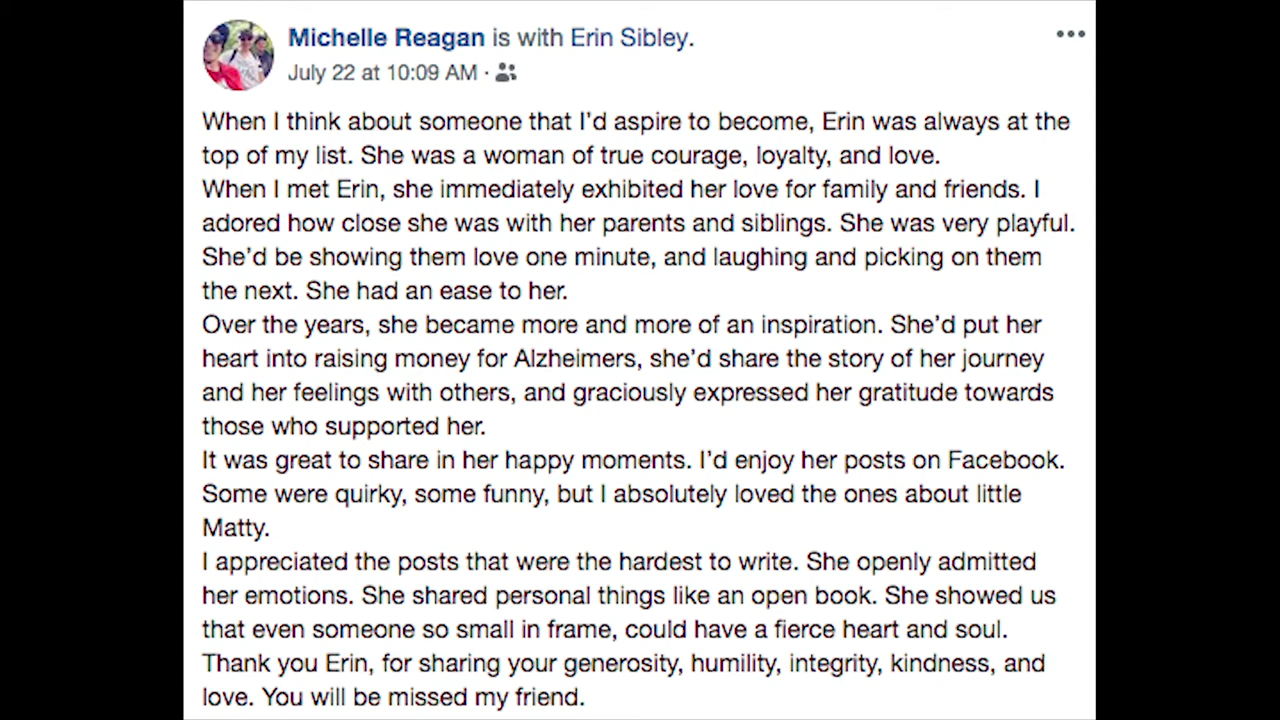 Michelle Reagan is with Erin Sibley.
July 22 at 10:09 AM ·
When I think about someone that I'd aspire to become, Erin was always at the
top of my list. She was a woman of true courage, loyalty, and love.
When I met Erin, she immediately exhibited her love for family and friends. I
adored how close she was with her parents and siblings. She was very playful.
She'd be showing them love one minute, and laughing and picking on them
the next. She had an ease to her.
Over the years, she became more and more of an inspiration. She'd put her
heart into raising money for Alzheimers, she'd share the story of her journey
and her feelings with others, and graciously expressed her gratitude towards
those who supported her.
It was great to share in her happy moments. I'd enjoy her posts on Facebook.
Some were quirky, some funny, but I absolutely loved the ones about little
Matty.
I appreciated the posts that were the hardest to write. She openly admitted
her emotions. She shared personal things like an open book. She showed us
that even someone so small in frame, could have a fierce heart and soul.
Thank you Erin, for sharing your generosity, humility, integrity, kindness, and
love. You will be missed my friend.